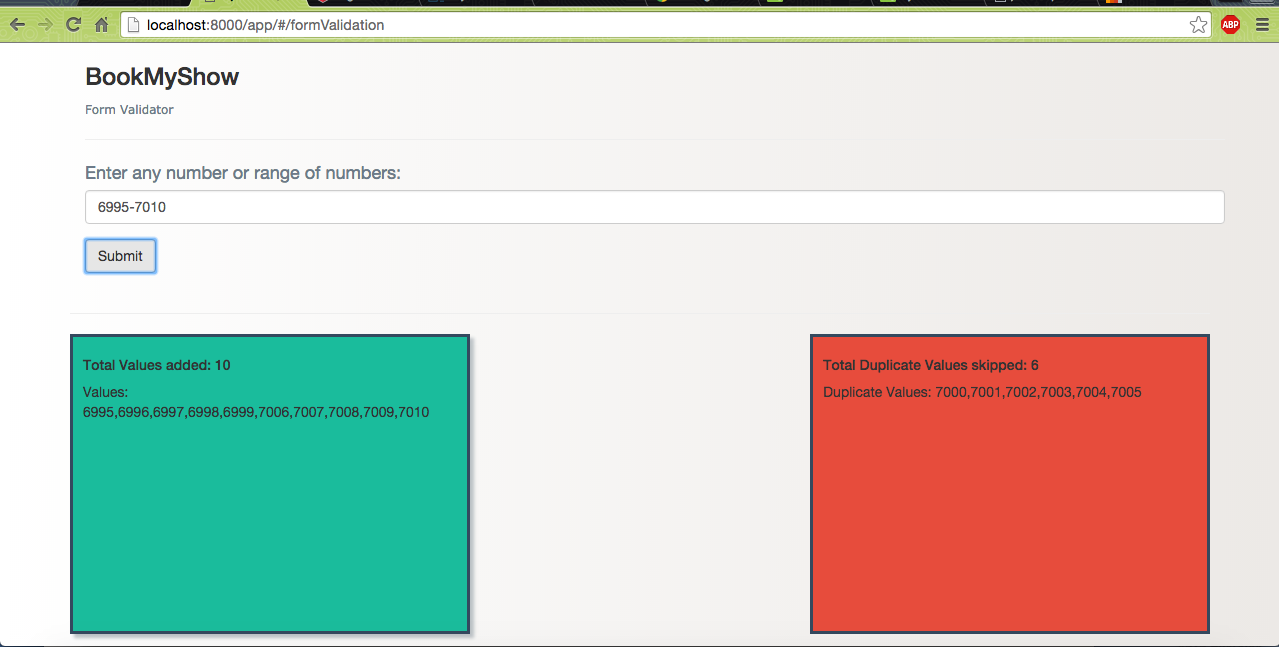 localhost:8000/app/#/formValidation
ABP
BookMyShow
Form Validator
Enter any number or range of numbers:
6995-7010
Submit
Total Values added: 10
Values:
6995,6996,6997,6998,6999,7006,7007,7008,7009,7010
Total Duplicate Values skipped: 6
Duplicate Values: 7000,7001,7002,7003,7004,7005